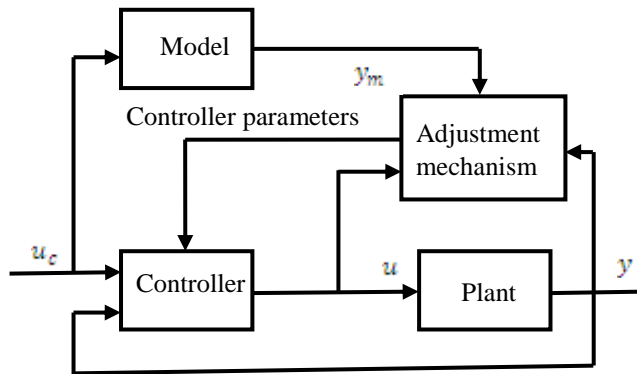 Model
y_m
Controller parameters
Adjustment
mechanism
u_c
Controller
u
Plant
y